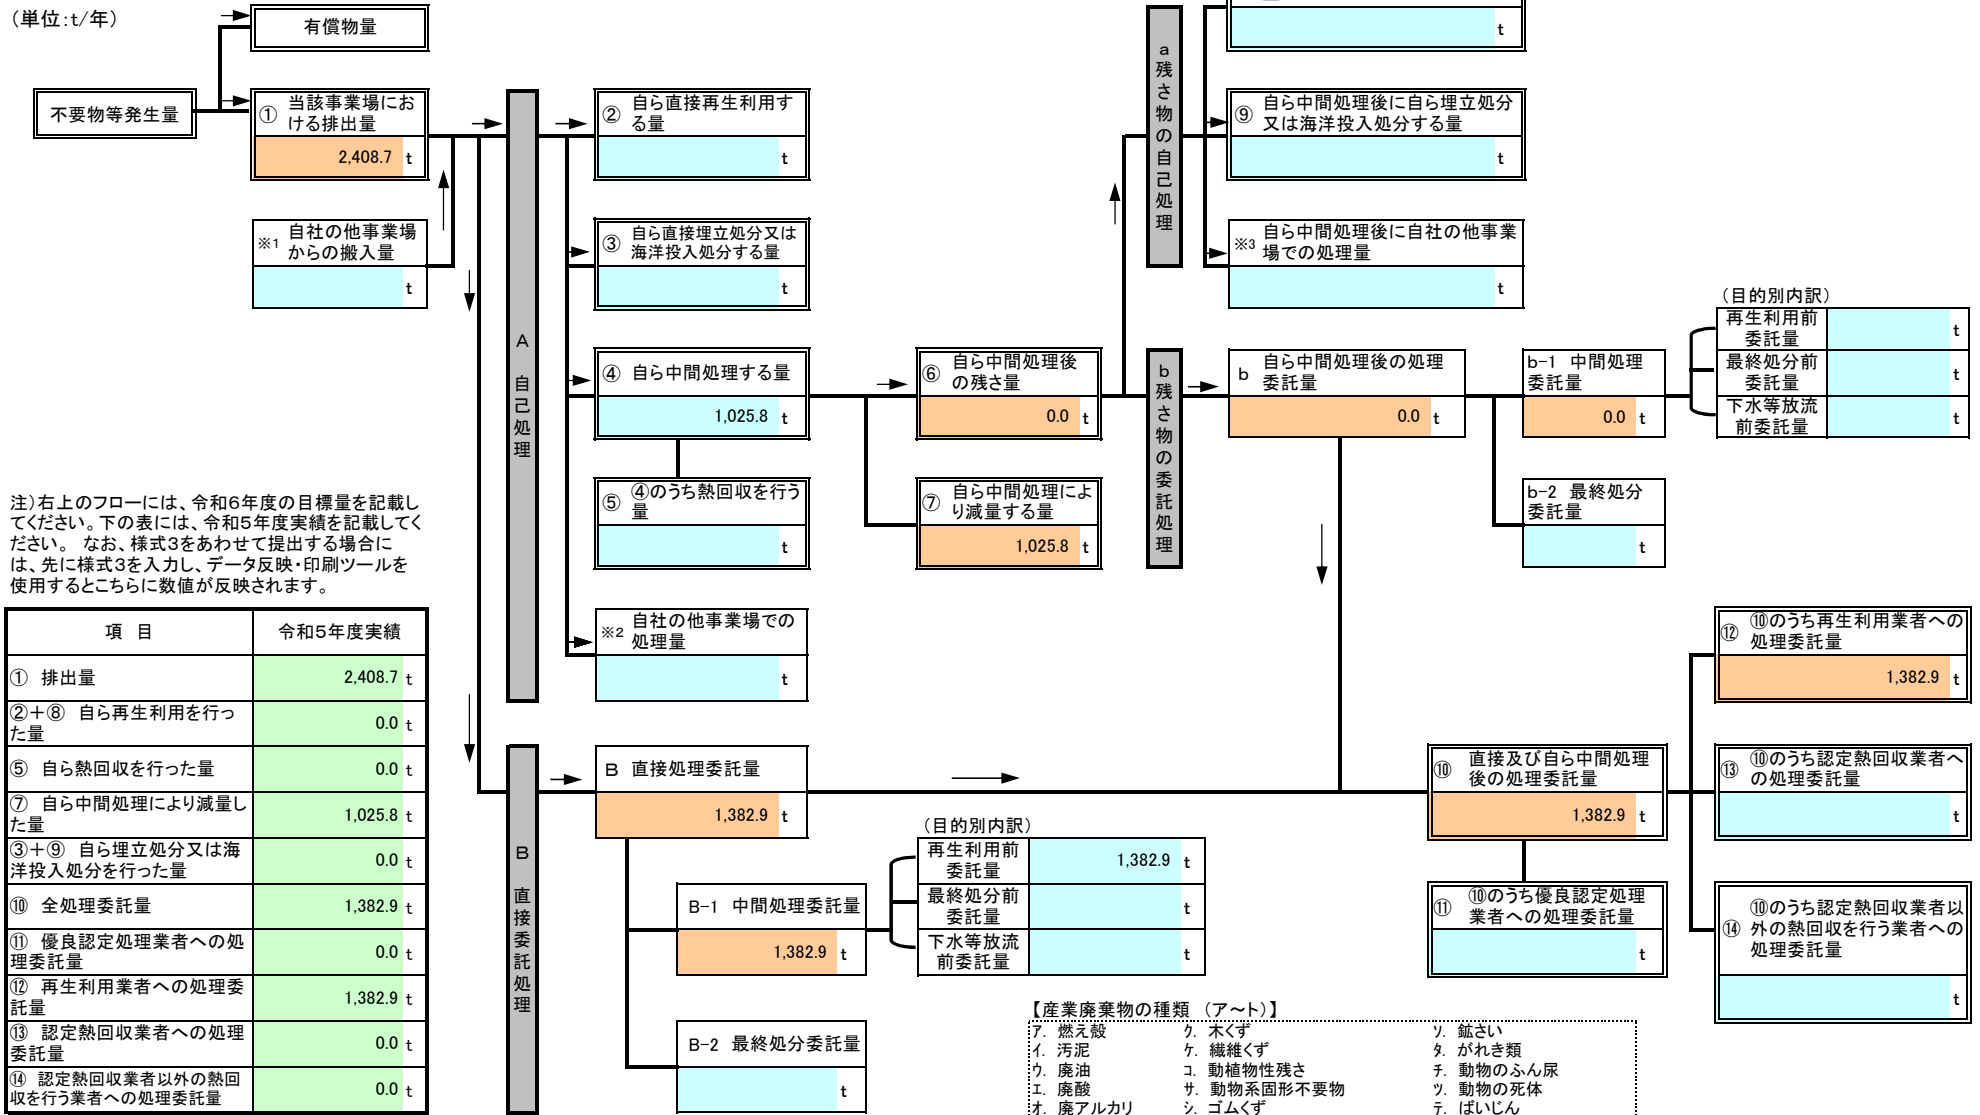 （単位:t/年）
有償物量
不要物等発生量
① 当該事業場にお
ける排出量
2,408.7 t
※1 自社の他事業場
からの搬入量
t
A 自己処理
② 自ら直接再生利用す
る量
t
③ 自ら直接埋立処分又は
海洋投入処分する量
t
④ 自ら中間処理する量
1,025.8 t
⑤ ④のうち熱回収を行う
量
t
※2 自社の他事業場での
処理量
t
⑥ 自ら中間処理後
の残さ量
0.0 t
⑦ 自ら中間処理によ
り減量する量
1,025.8 t
a 残さ物の自己処理
t
⑨ 自ら中間処理後に自ら埋立処分
又は海洋投入処分する量
t
※3 自ら中間処理後に自社の他事業
場での処理量
t
b 残さ物の委託処理
b 自ら中間処理後の処理
委託量
0.0 t
b-1 中間処理
委託量
0.0 t
（目的別内訳）
再生利用前
委託量
t
最終処分前
委託量
t
下水等放流
前委託量
t
b-2 最終処分
委託量
t
注）右上のフローには、令和６年度の目標量を記載し
てください。下の表には、令和５年度実績を記載してく
ださい。 なお、様式３をあわせて提出する場合に
は、先に様式３を入力し、データ反映・印刷ツールを
使用するとこちらに数値が反映されます。
項 目 令和５年度実績
① 排出量 2,408.7 t
②＋⑧ 自ら再生利用を行っ
た量 0.0 t
⑤ 自ら熱回収を行った量 0.0 t
⑦ 自ら中間処理により減量し
た量 1,025.8 t
③＋⑨ 自ら埋立処分又は海
洋投入処分を行った量 0.0 t
⑩ 全処理委託量 1,382.9 t
⑪ 優良認定処理業者への処
理委託量 0.0 t
⑫ 再生利用業者への処理委
託量 1,382.9 t
⑬ 認定熱回収業者への処理
委託量 0.0 t
⑭ 認定熱回収業者以外の熱回
収を行う業者への処理委託量 0.0 t
B 直接委託処理
B 直接処理委託量
1,382.9 t
B-1 中間処理委託量
1,382.9 t
（目的別内訳）
再生利用前
委託量
1,382.9 t
最終処分前
委託量
t
下水等放流
前委託量
t
B-2 最終処分委託量
t
⑩ 直接及び自ら中間処理
後の処理委託量
1,382.9 t
⑪ ⑩のうち優良認定処理
業者への処理委託量
t
⑫ ⑩のうち再生利用業者への
処理委託量
1,382.9 t
⑬ ⑩のうち認定熱回収業者へ
の処理委託量
t
⑭ ⑩のうち認定熱回収業者以
外の熱回収を行う業者への
処理委託量
t
【産業廃棄物の種類 （ア～ト）】
ｱ. 燃え殻 ｸ. 木くず ｿ. 鉱さい
ｲ. 汚泥 ｹ. 繊維くず ﾀ. がれき類
ｳ. 廃油 ｺ. 動植物性残さ ﾁ. 動物のふん尿
ｴ. 廃酸 ｻ. 動物系固形不要物 ﾂ. 動物の死体
ｵ. 廃アルカリ ｼ. ゴムくず ﾃ. ばいじん